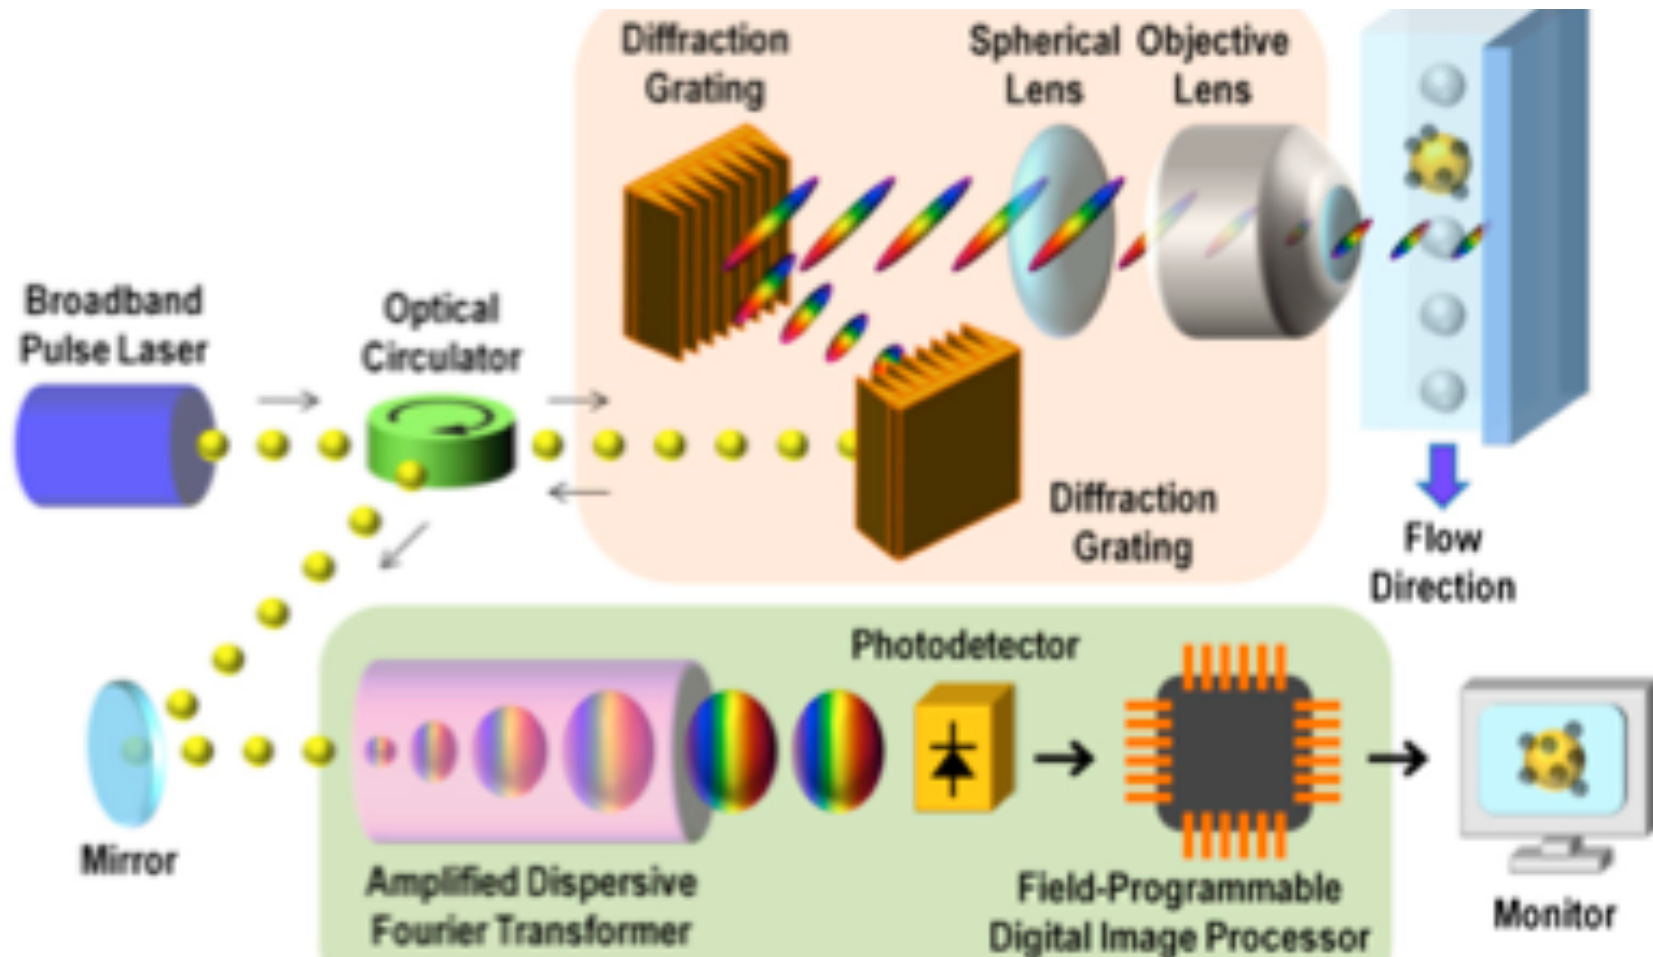 Diffraction
Grating
Spherical
Lens
Objective
Lens
Broadband
Pulse Laser
Optical
Circulator
Diffraction
Grating
Flow
Direction
Photodetector
Mirror
Amplified Dispersive
Fourier Transformer
Field-Programmable
Digital Image Processor
Monitor